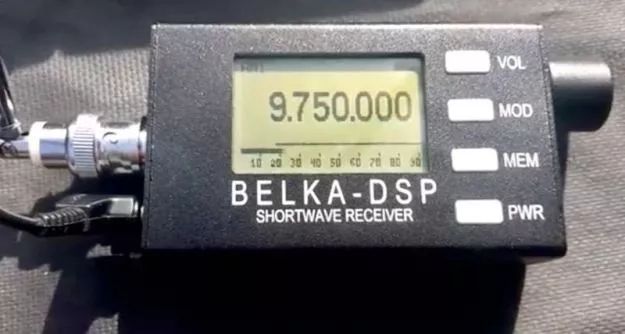 9.750.000
10 20 30 40 50 60 70 80 90
BELKA-DSP
SHORTWAVE RECEIVER
VOL
MOD
MEM
PWR